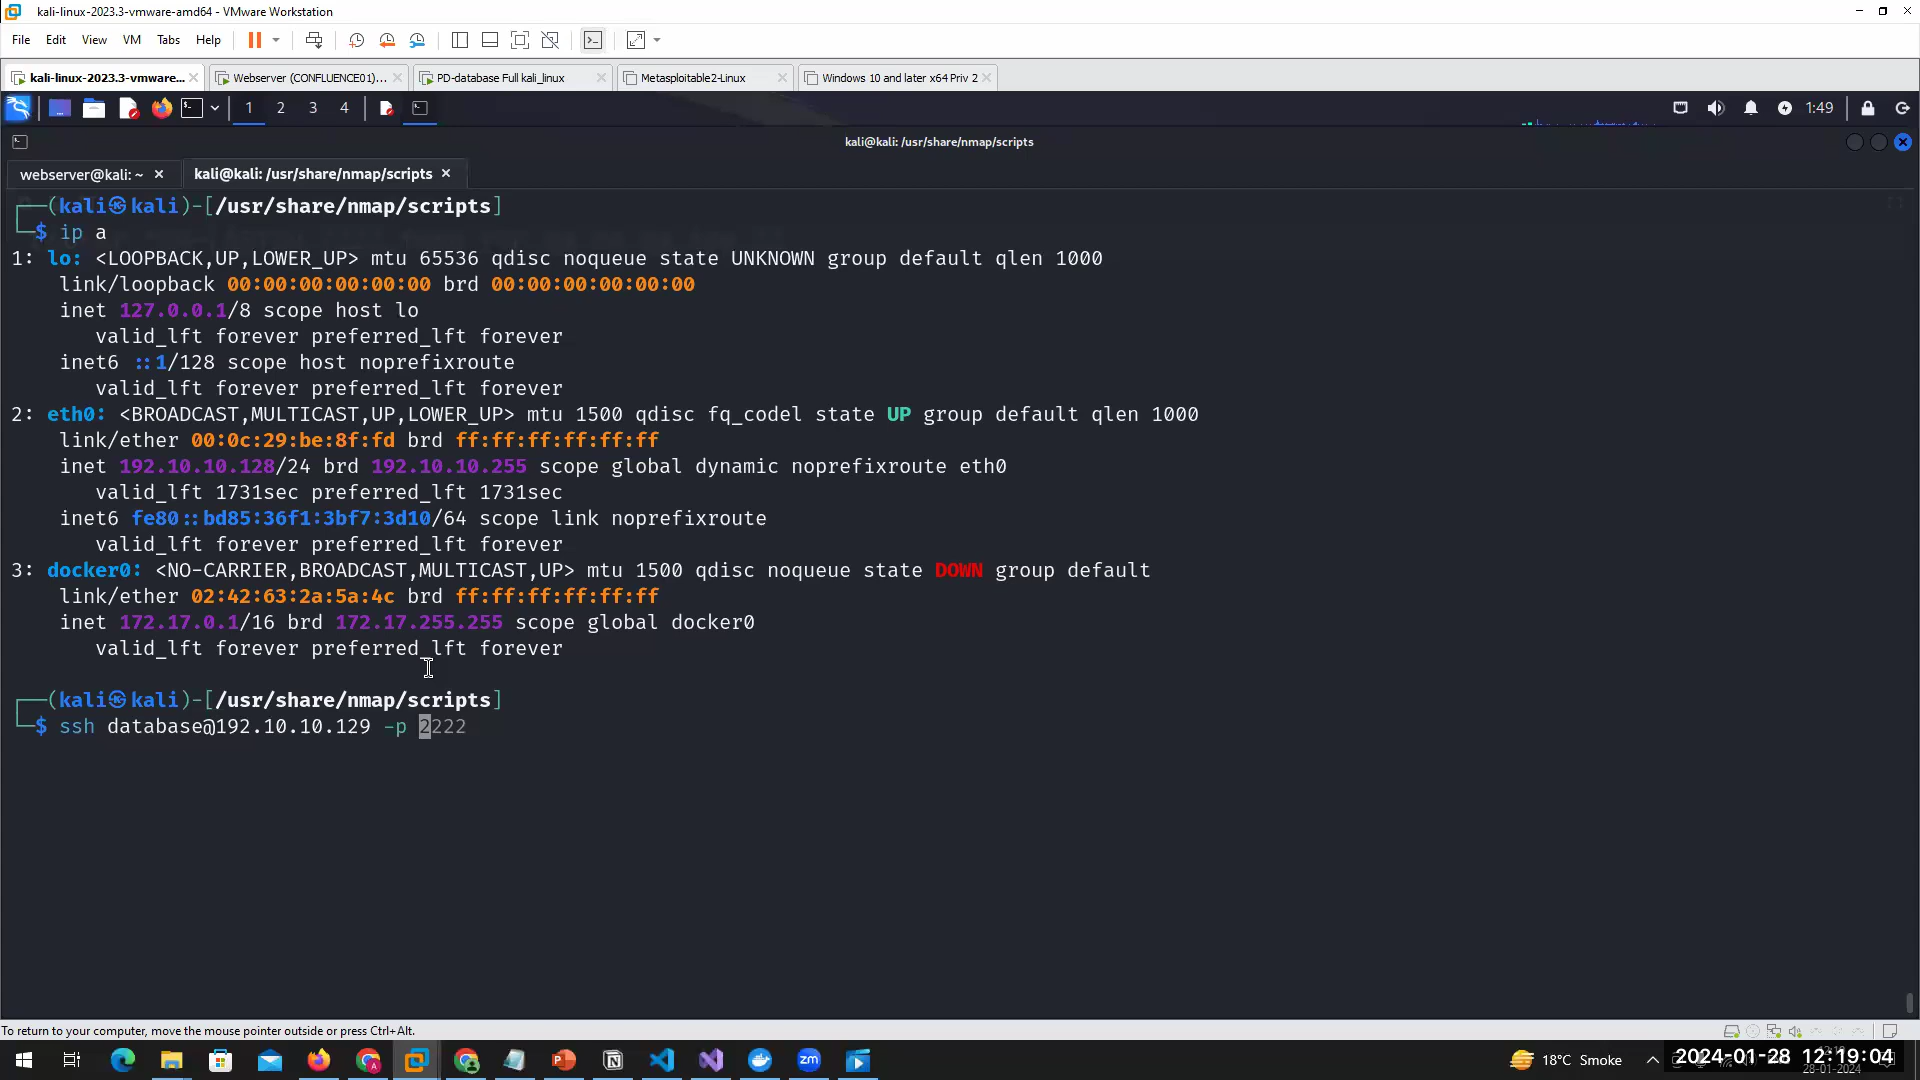 kali-linux-2023.3-vmware-amd64 - VMware Workstation
File Edit View VM Tabs Help
kali-linux-2023.3-vmware... Webserver (CONFLUENCE01)... PD-database Full kali_linux Metasploitable2-Linux Windows 10 and later x64 Priv 2
1 2 3 4 1:49
kali@kali: /usr/share/nmap/scripts
webserver@kali: ~ kali@kali: /usr/share/nmap/scripts
┌──(kali㉿kali)-[/usr/share/nmap/scripts]
└─$ ip a
1: lo: <LOOPBACK,UP,LOWER_UP> mtu 65536 qdisc noqueue state UNKNOWN group default qlen 1000
link/loopback 00:00:00:00:00:00 brd 00:00:00:00:00:00
inet 127.0.0.1/8 scope host lo
valid_lft forever preferred_lft forever
inet6 ::1/128 scope host noprefixroute
valid_lft forever preferred_lft forever
2: eth0: <BROADCAST,MULTICAST,UP,LOWER_UP> mtu 1500 qdisc fq_codel state UP group default qlen 1000
link/ether 00:0c:29:be:8f:fd brd ff:ff:ff:ff:ff:ff
inet 192.10.10.128/24 brd 192.10.10.255 scope global dynamic noprefixroute eth0
valid_lft 1731sec preferred_lft 1731sec
inet6 fe80::bd85:36f1:3bf7:3d10/64 scope link noprefixroute
valid_lft forever preferred_lft forever
3: docker0: <NO-CARRIER,BROADCAST,MULTICAST,UP> mtu 1500 qdisc noqueue state DOWN group default
link/ether 02:42:63:2a:5a:4c brd ff:ff:ff:ff:ff:ff
inet 172.17.0.1/16 brd 172.17.255.255 scope global docker0
valid_lft forever preferred_lft forever
┌──(kali㉿kali)-[/usr/share/nmap/scripts]
└─$ ssh database@192.10.10.129 -p 2222
To return to your computer, move the mouse pointer outside or press Ctrl+Alt.
18°C Smoke 2024-01-28 12:19:04
28-01-2024